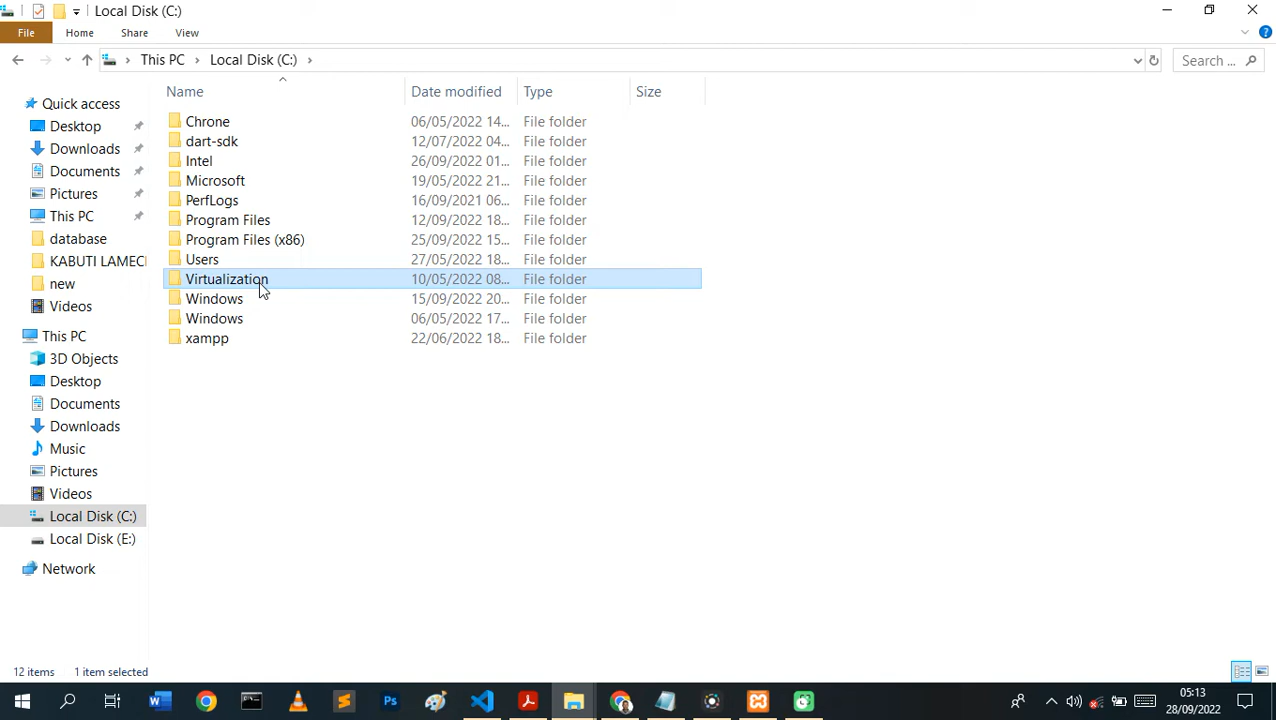 Local Disk (C:)
File Home Share View
This PC Local Disk (C:) Search ...
Name Date modified Type Size
Quick access
Desktop
Downloads
Documents
Pictures
This PC
database
KABUTI LAMECI
new
Videos
This PC
3D Objects
Desktop
Documents
Downloads
Music
Pictures
Videos
Local Disk (C:)
Local Disk (E:)
Network
Chrone 06/05/2022 14... File folder
dart-sdk 12/07/2022 04... File folder
Intel 26/09/2022 01... File folder
Microsoft 19/05/2022 21... File folder
PerfLogs 16/09/2021 06... File folder
Program Files 12/09/2022 18... File folder
Program Files (x86) 25/09/2022 15... File folder
Users 27/05/2022 18... File folder
Virtualization 10/05/2022 08... File folder
Windows 15/09/2022 20... File folder
Windows 06/05/2022 17... File folder
xampp 22/06/2022 18... File folder
12 items 1 item selected
Ps
05:13
28/09/2022